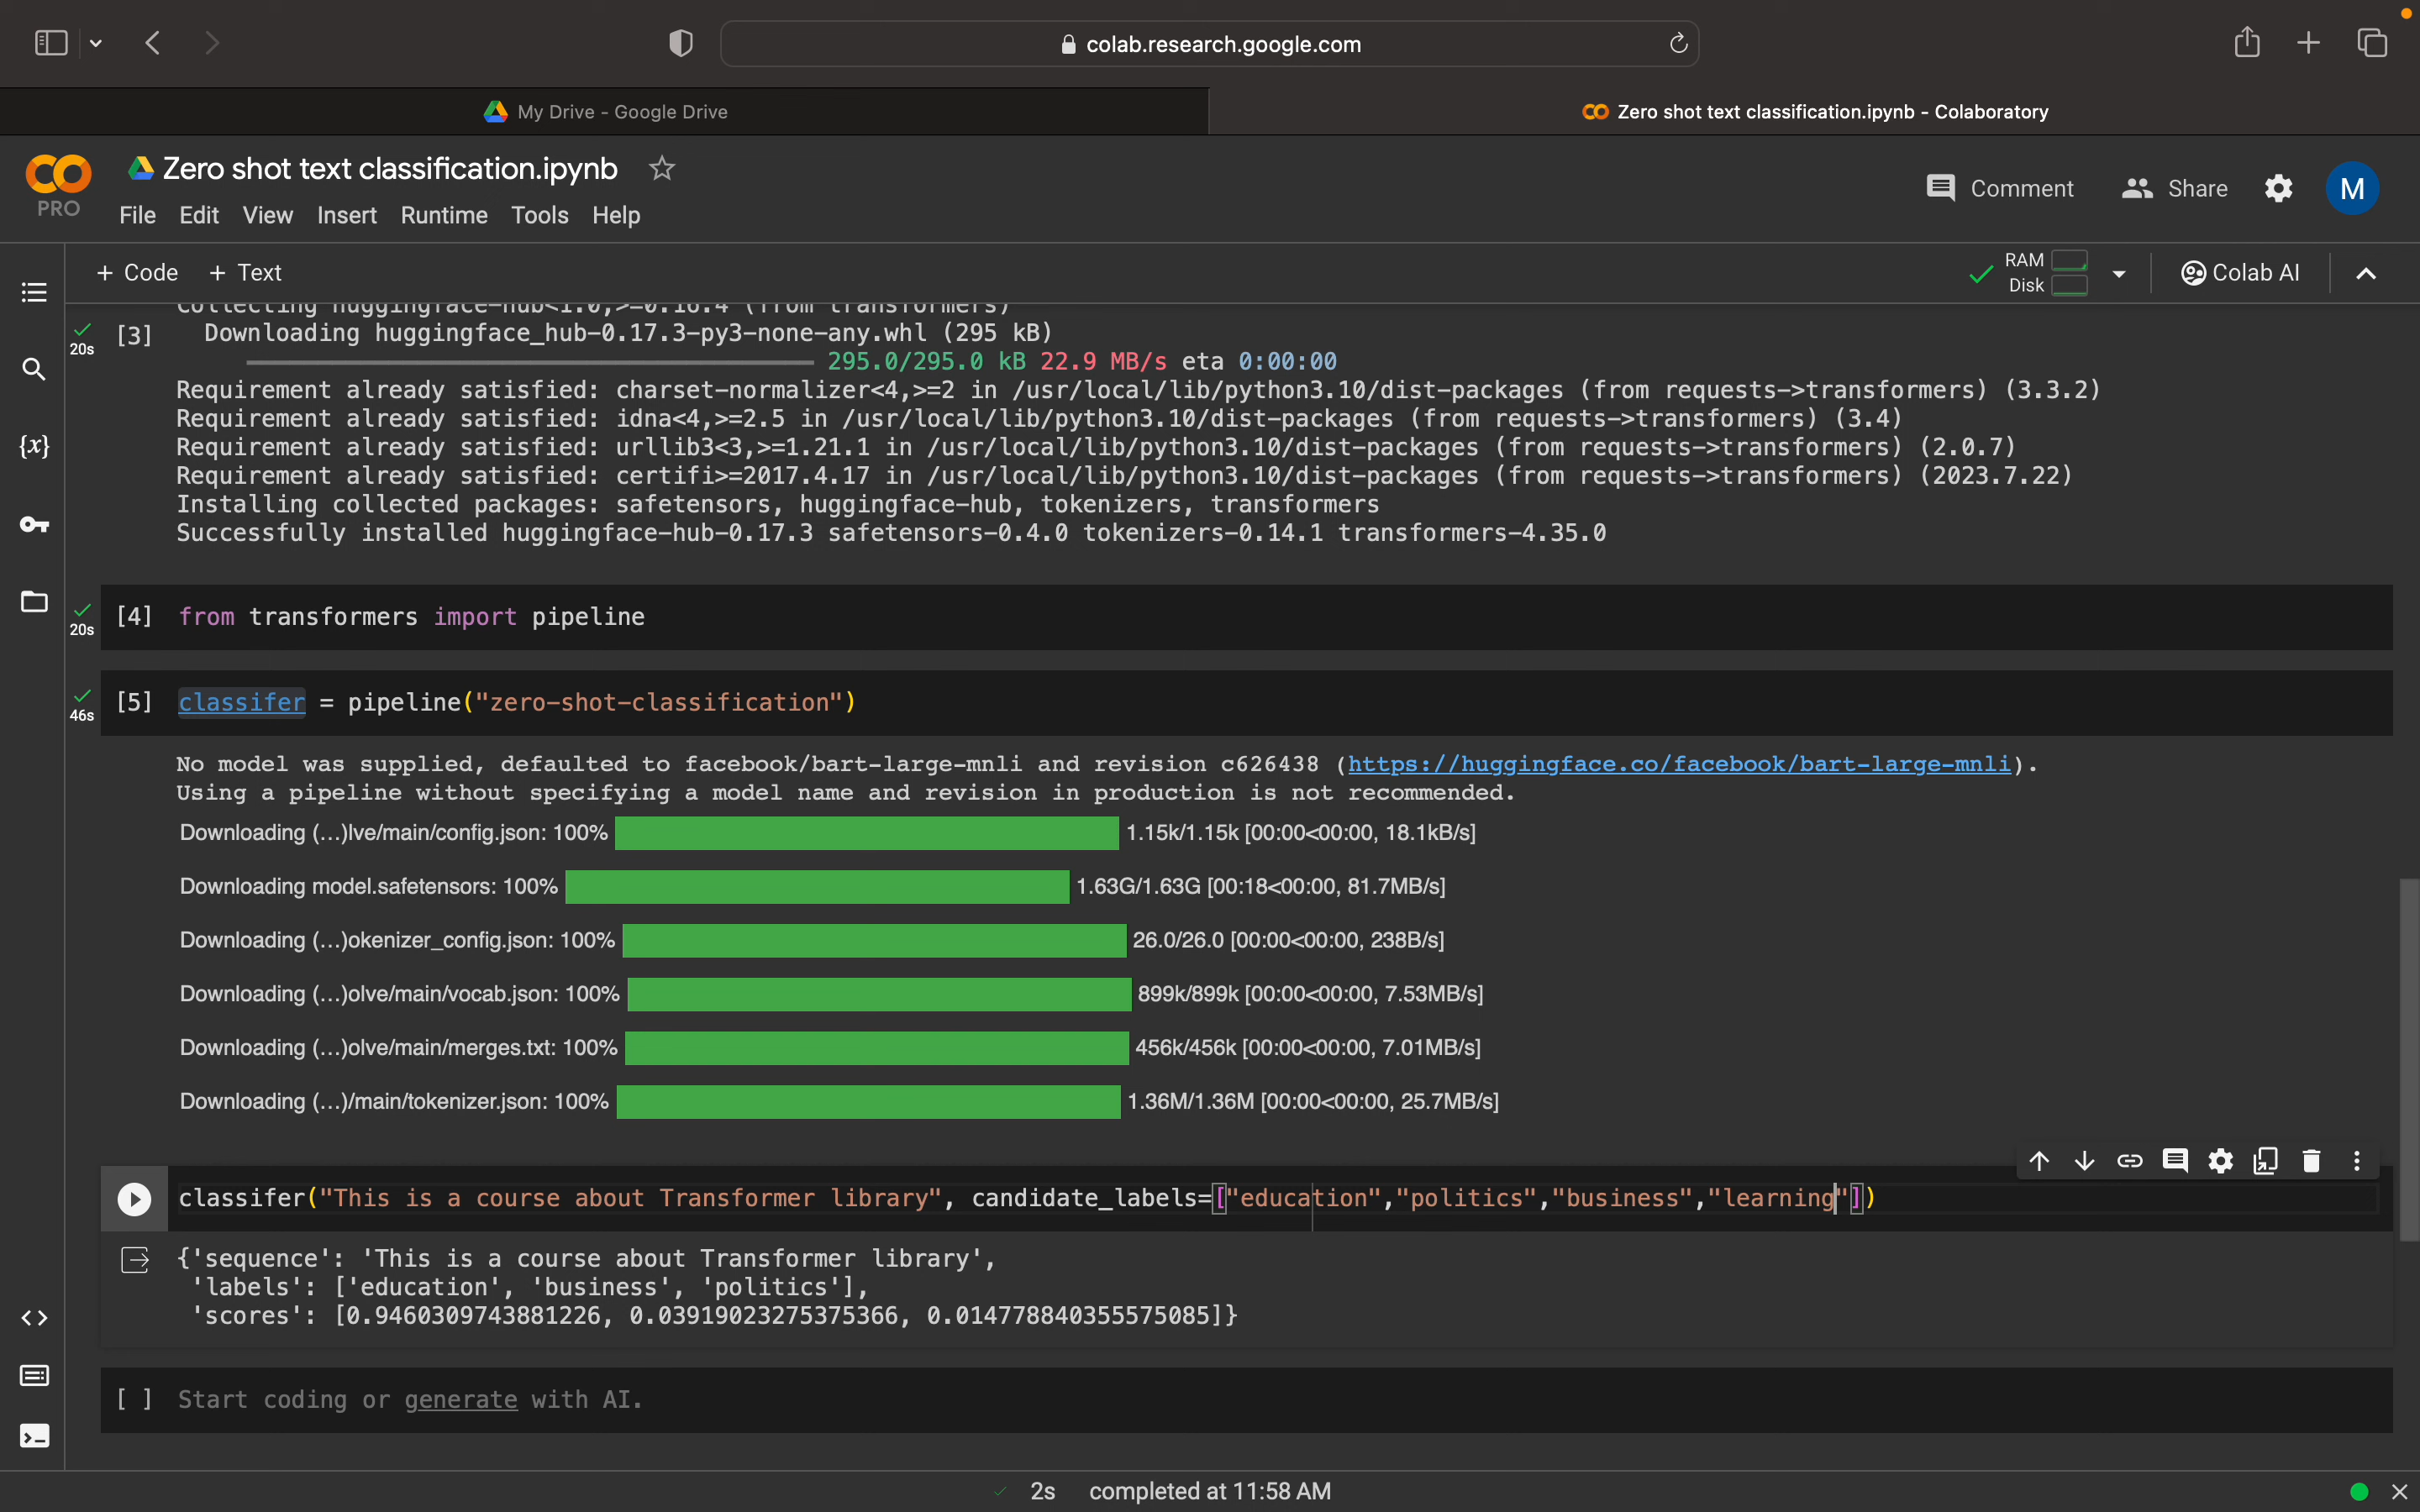 colab.research.google.com
My Drive - Google Drive
Zero shot text classification.ipynb - Colaboratory
PRO
Zero shot text classification.ipynb
File Edit View Insert Runtime Tools Help
Comment
Share
M
+ Code + Text
RAM
Disk
Colab AI
Collecting huggingface-hub<1.0,>=0.16.4 (from transformers)
20s
[3]
Downloading huggingface_hub-0.17.3-py3-none-any.whl (295 kB)
295.0/295.0 kB 22.9 MB/s eta 0:00:00
Requirement already satisfied: charset-normalizer<4,>=2 in /usr/local/lib/python3.10/dist-packages (from requests->transformers) (3.3.2)
Requirement already satisfied: idna<4,>=2.5 in /usr/local/lib/python3.10/dist-packages (from requests->transformers) (3.4)
Requirement already satisfied: urllib3<3,>=1.21.1 in /usr/local/lib/python3.10/dist-packages (from requests->transformers) (2.0.7)
Requirement already satisfied: certifi>=2017.4.17 in /usr/local/lib/python3.10/dist-packages (from requests->transformers) (2023.7.22)
Installing collected packages: safetensors, huggingface-hub, tokenizers, transformers
Successfully installed huggingface-hub-0.17.3 safetensors-0.4.0 tokenizers-0.14.1 transformers-4.35.0
20s
[4] from transformers import pipeline
46s
[5] classifer = pipeline("zero-shot-classification")
No model was supplied, defaulted to facebook/bart-large-mnli and revision c626438 (https://huggingface.co/facebook/bart-large-mnli).
Using a pipeline without specifying a model name and revision in production is not recommended.
Downloading (…)lve/main/config.json: 100% 1.15k/1.15k [00:00<00:00, 18.1kB/s]
Downloading model.safetensors: 100% 1.63G/1.63G [00:18<00:00, 81.7MB/s]
Downloading (…)okenizer_config.json: 100% 26.0/26.0 [00:00<00:00, 238B/s]
Downloading (…)olve/main/vocab.json: 100% 899k/899k [00:00<00:00, 7.53MB/s]
Downloading (…)olve/main/merges.txt: 100% 456k/456k [00:00<00:00, 7.01MB/s]
Downloading (…)/main/tokenizer.json: 100% 1.36M/1.36M [00:00<00:00, 25.7MB/s]
classifer("This is a course about Transformer library", candidate_labels=["education","politics","business","learning"])
{'sequence': 'This is a course about Transformer library',
'labels': ['education', 'business', 'politics'],
'scores': [0.9460309743881226, 0.03919023275375366, 0.014778840355575085]}
[ ] Start coding or generate with AI.
2s completed at 11:58 AM